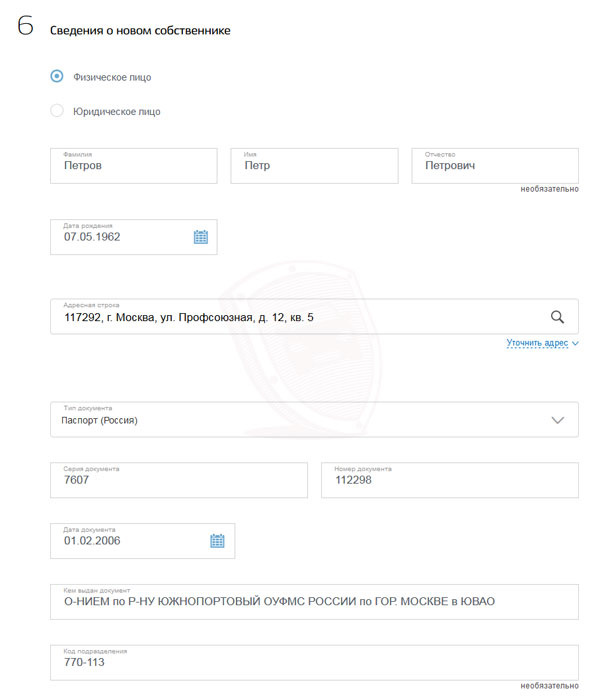 6 Сведения о новом собственнике
Физическое лицо
Юридическое лицо
Фамилия Имя Отчество
Петров Петр Петрович
необязательно
Дата рождения
07.05.1962
Адресная строка
117292, г. Москва, ул. Профсоюзная, д. 12, кв. 5
Уточнить адрес
Тип документа
Паспорт (Россия)
Серия документа Номер документа
7607 112298
Дата документа
01.02.2006
Кем выдан документ
О-НИЕМ по Р-НУ ЮЖНОПОРТОВЫЙ ОУФМС РОССИИ по ГОР. МОСКВЕ в ЮВАО
Код подразделения
770-113
необязательно